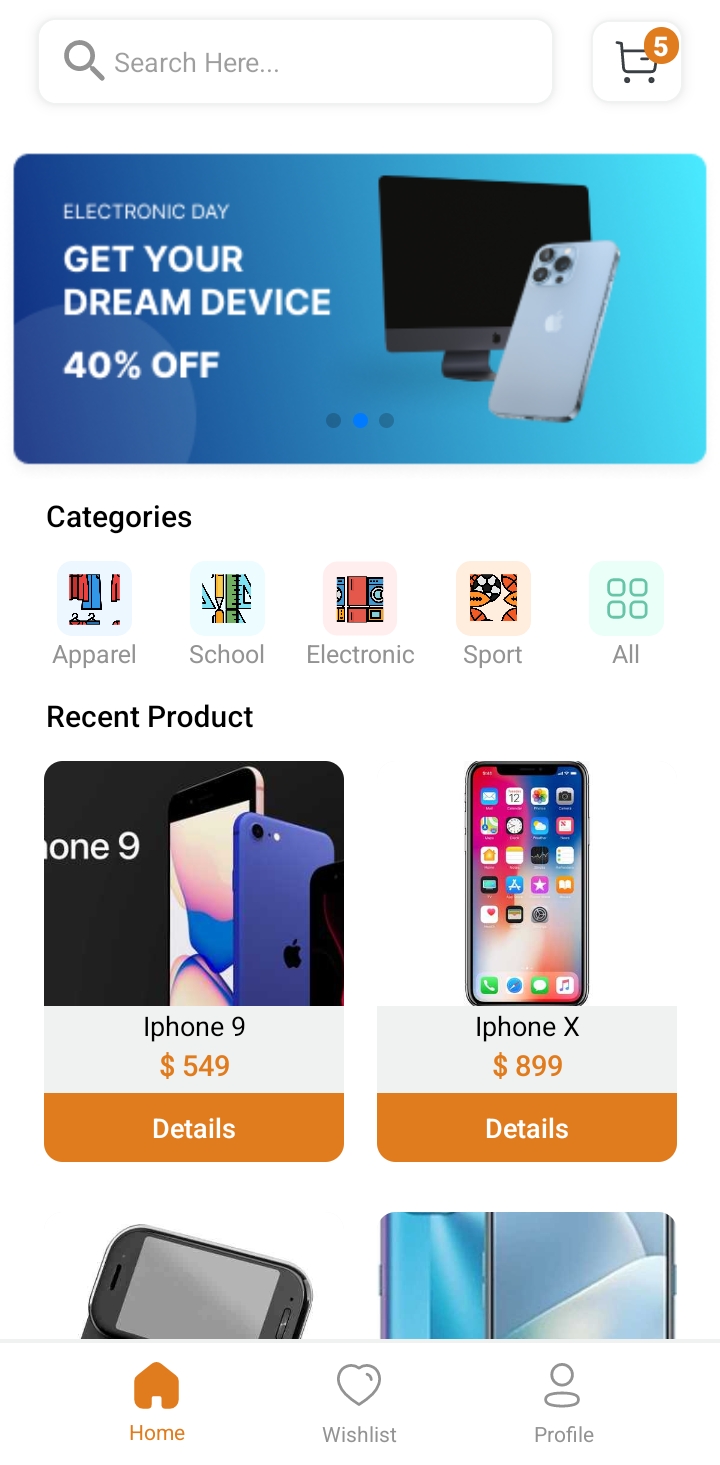 Search Here...
5
ELECTRONIC DAY
GET YOUR
DREAM DEVICE
40% OFF
Categories
Apparel
School
Electronic
Sport
All
Recent Product
hone 9
Iphone 9
$ 549
Details
Iphone X
$ 899
Details
Home
Wishlist
Profile